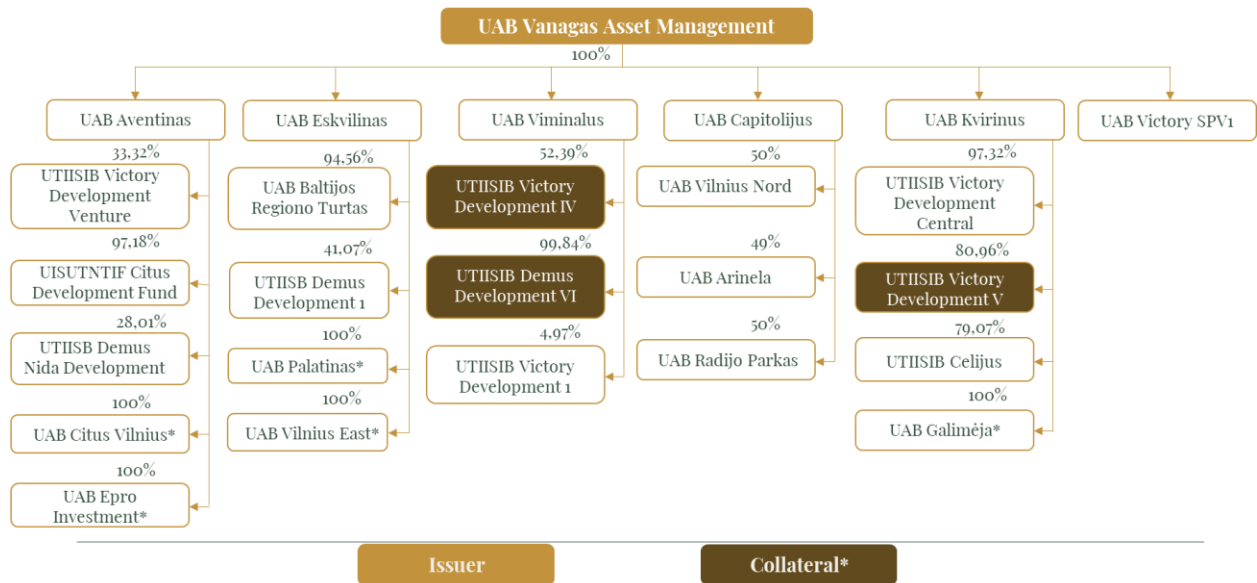 UAB Vanagas Asset Management
100%
UAB Aventinas
33,32%
UTIISIB Victory
Development
Venture
97,18%
UISUTNTIF Citus
Development Fund
28,01%
UTIISB Demus
Nida Development
100%
UAB Citus Vilnius*
100%
UAB Epro
Investment*
UAB Eskvilinas
94,56%
UAB Baltijos
Regiono Turtas
41,07%
UTIISB Demus
Development 1
100%
UAB Palatinas*
100%
UAB Vilnius East*
UAB Viminalus
52,39%
UTIISIB Victory
Development IV
99,84%
UTIISIB Demus
Development VI
4,97%
UTIISIB Victory
Development 1
UAB Capitolijus
50%
UAB Vilnius Nord
49%
UAB Arinela
50%
UAB Radijo Parkas
UAB Kvirinus
97,32%
UTIISIB Victory
Development
Central
80,96%
UTIISIB Victory
Development V
79,07%
UTIISIB Celijus
100%
UAB Galimėja*
UAB Victory SPV1
Issuer
Collateral*